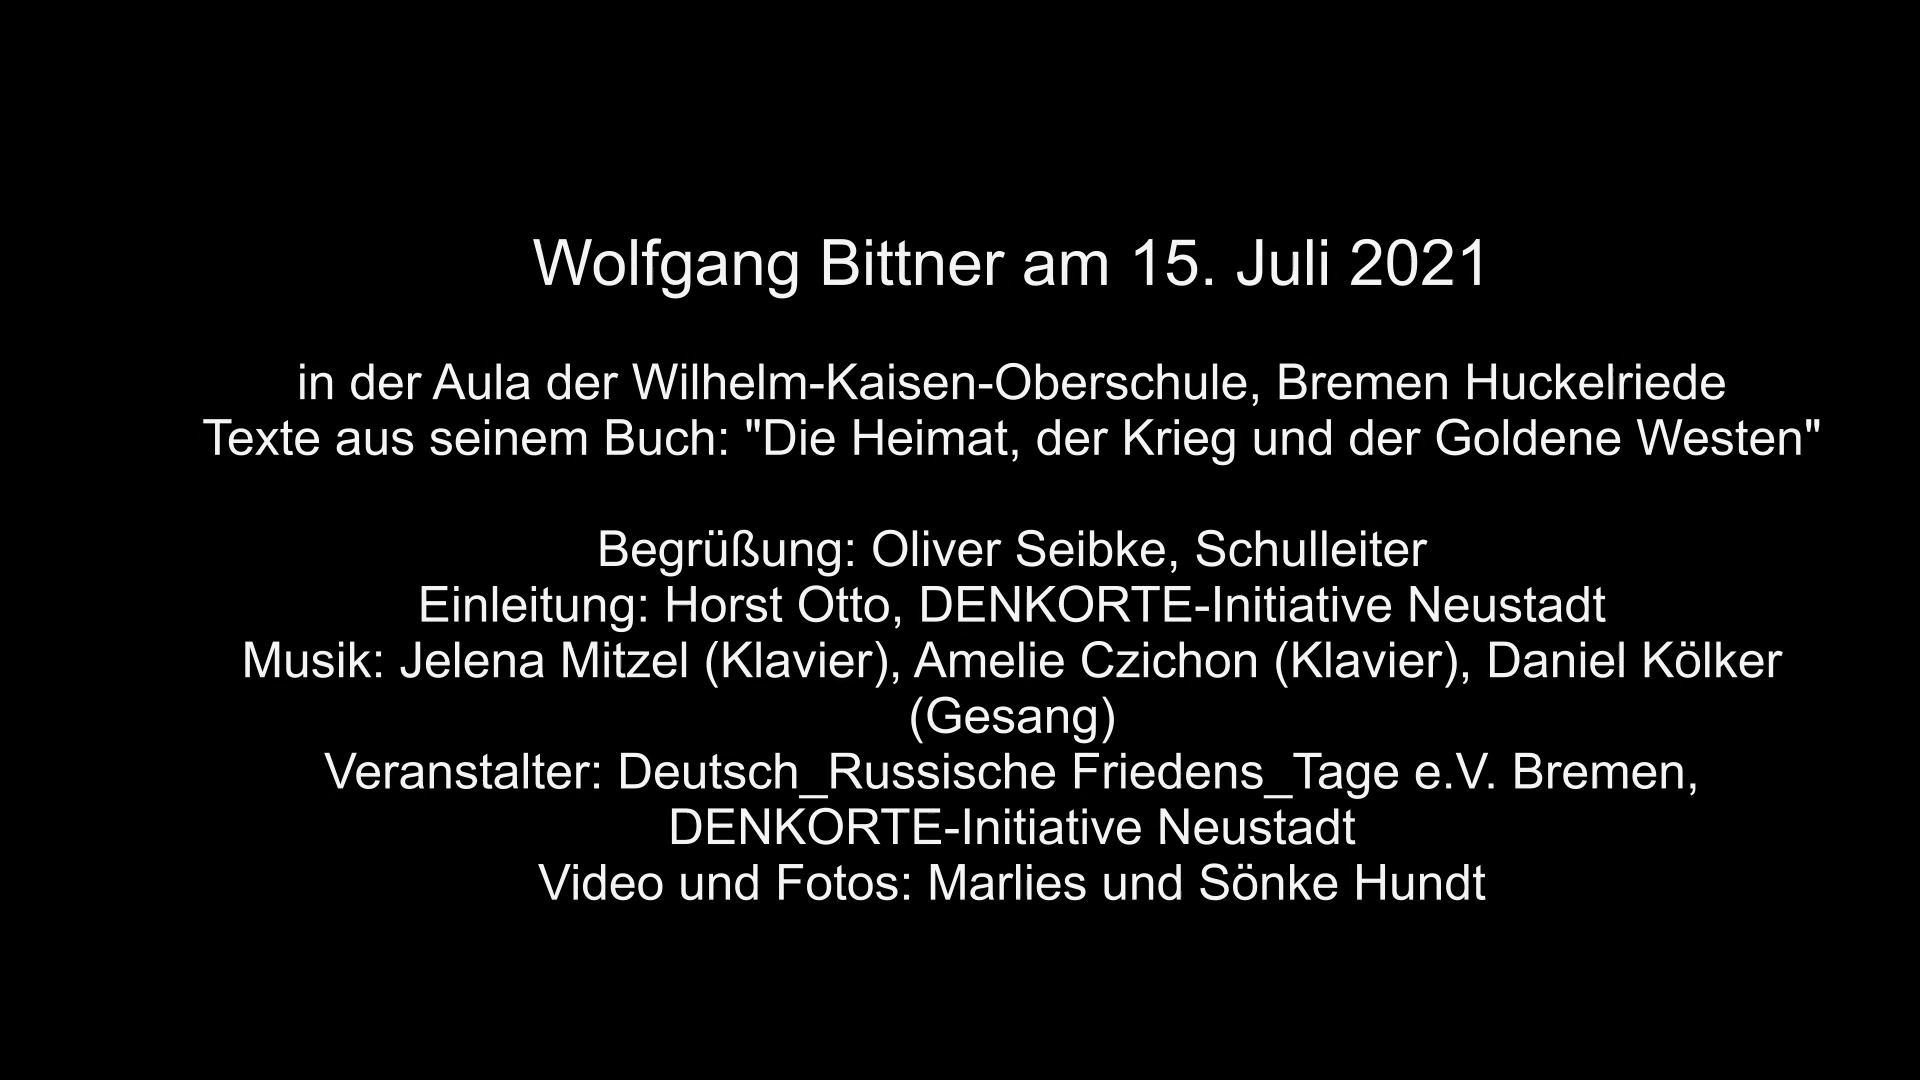 Wolfgang Bittner am 15. Juli 2021
in der Aula der Wilhelm-Kaisen-Oberschule, Bremen Huckelriede
Texte aus seinem Buch: "Die Heimat, der Krieg und der Goldene Westen"
Begrüßung: Oliver Seibke, Schulleiter
Einleitung: Horst Otto, DENKORTE-Initiative Neustadt
Musik: Jelena Mitzel (Klavier), Amelie Czichon (Klavier), Daniel Kölker
(Gesang)
Veranstalter: Deutsch_Russische Friedens_Tage e.V. Bremen,
DENKORTE-Initiative Neustadt
Video und Fotos: Marlies und Sönke Hundt